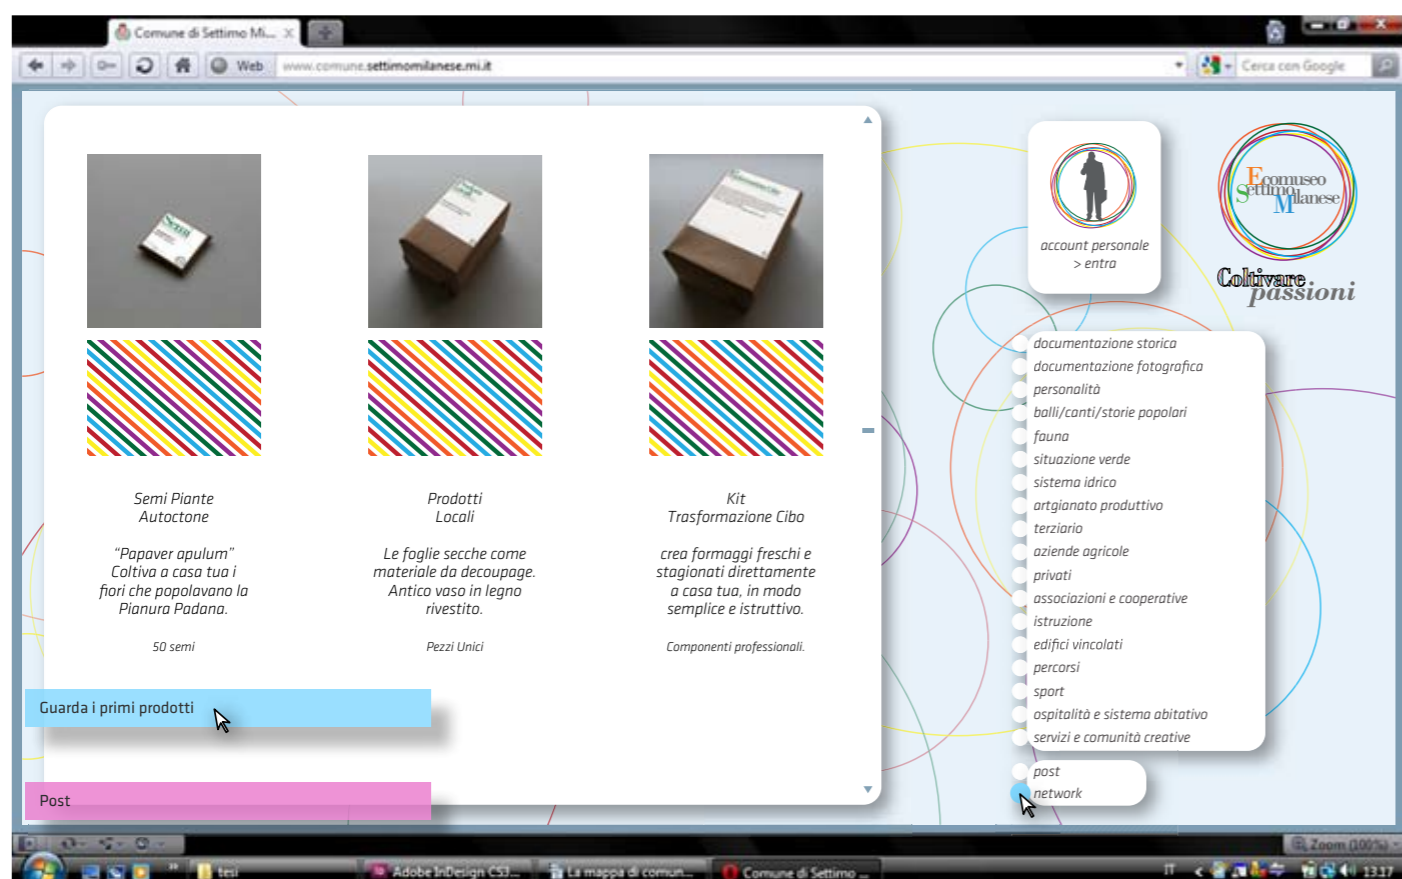 Comune di Settimo Mi...
Web
www.comune.settimomilanese.mi.it
Cerca con Google
Semi Piante
Autoctone
“Papaver apulum”
Coltiva a casa tua i
fiori che popolavano la
Pianura Padana.
50 semi
Prodotti
Locali
Le foglie secche come
materiale da decoupage.
Antico vaso in legno
rivestito.
Pezzi Unici
Kit
Trasformazione Cibo
crea formaggi freschi e
stagionati direttamente
a casa tua, in modo
semplice e istruttivo.
Componenti professionali.
Guarda i primi prodotti
Post
account personale
> entra
Ecomuseo
Settimo
Milanese
Coltivare
passioni
documentazione storica
documentazione fotografica
personalità
balli/canti/storie popolari
fauna
situazione verde
sistema idrico
artgianato produttivo
terziario
aziende agricole
privati
associazioni e cooperative
istruzione
edifici vincolati
percorsi
sport
ospitalità e sistema abitativo
servizi e comunità creative
post
network
Zoom (100%)
tesi
Adobe InDesign CS3...
La mappa di comun...
Comune di Settimo ...
IT
13.17